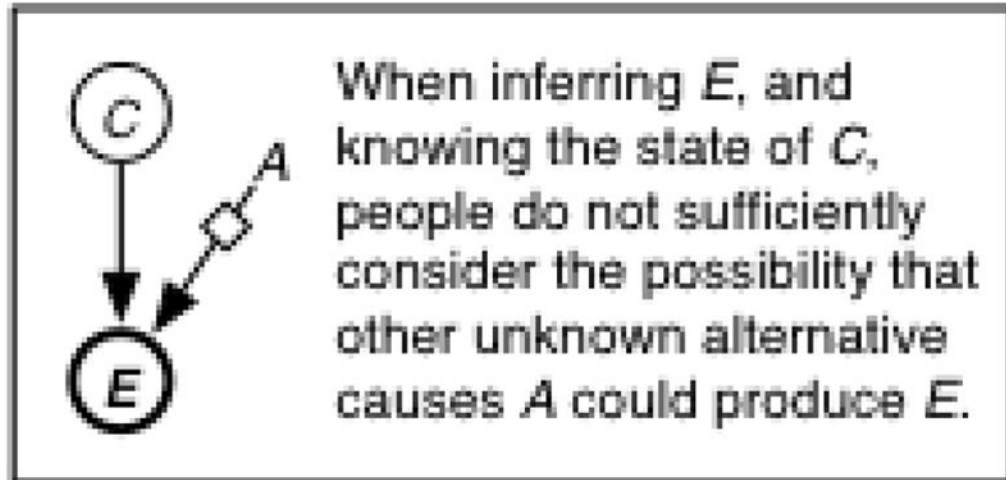 C
A
E
When inferring E, and
knowing the state of C,
people do not sufficiently
consider the possibility that
other unknown alternative
causes A could produce E.